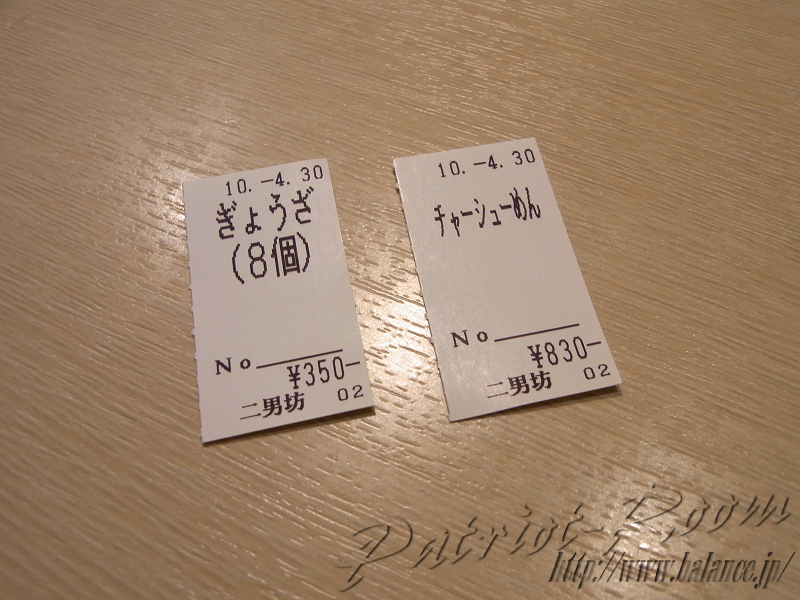 10.-4.30
ぎょうざ
(8個)
No
¥350-
二男坊 02
10.-4.30
チャーシューめん
No
¥830-
二男坊 02
Patriot-Room
http://www.balance.jp/